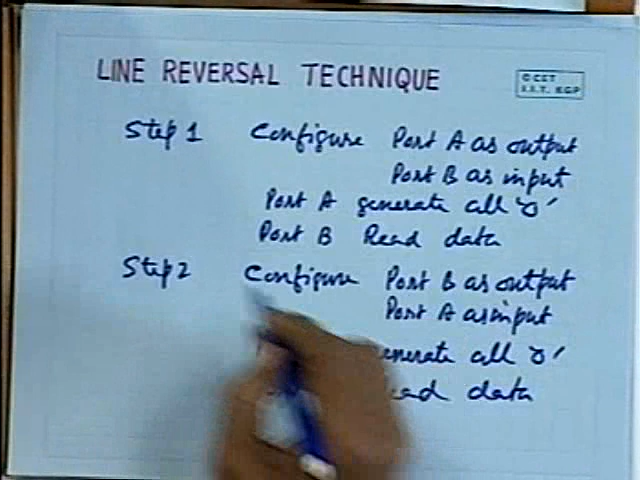 LINE REVERSAL TECHNIQUE
© CET
I.I.T. KGP
Step 1 Configure Port A as output
Port B as input
Port A generate all '0'
Port B Read data
Step 2 Configure Port B as output
Port A as input
enerate all '0'
ead data